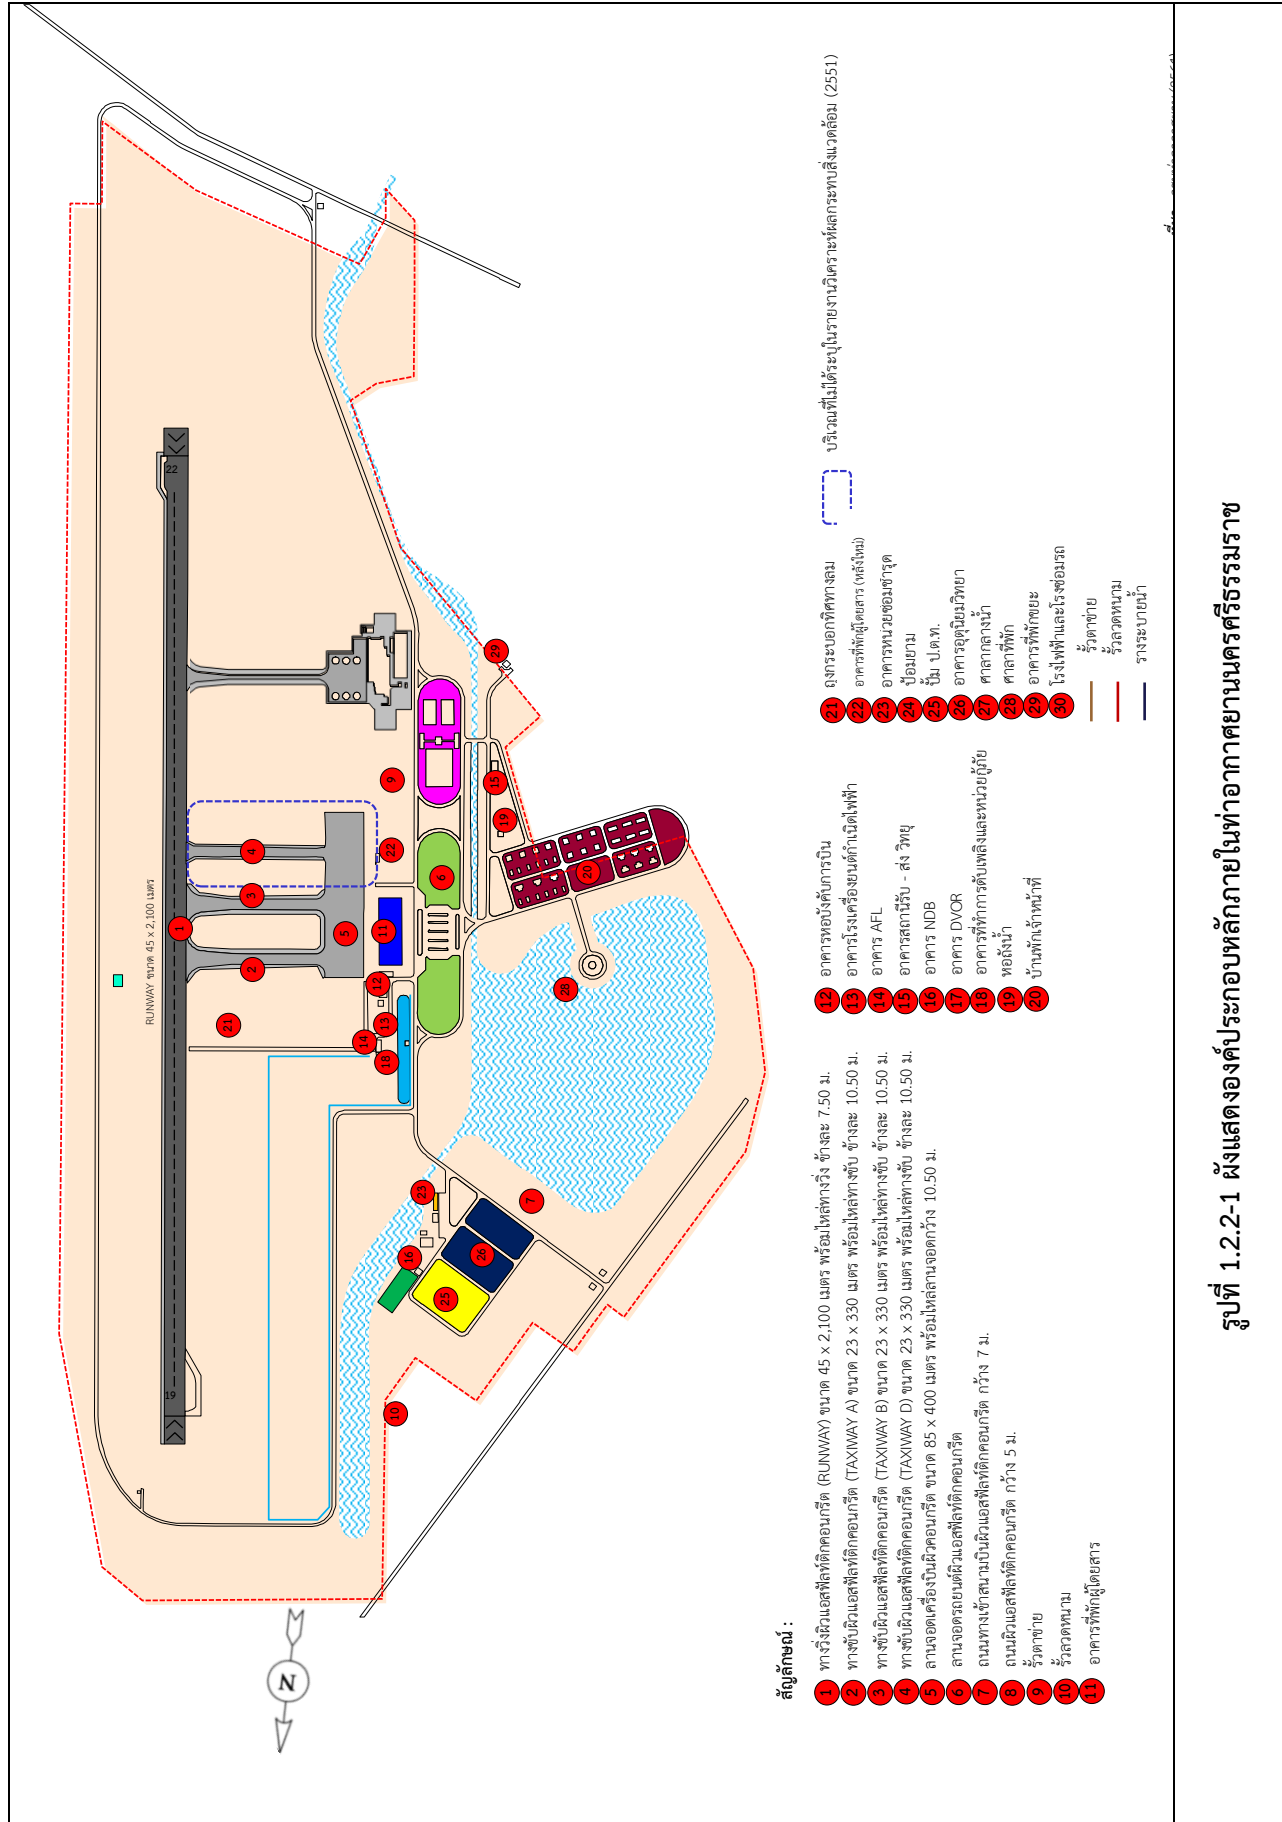 RUNWAY ขนาด 45 x 2,100 เมตร
19
22
1
2
3
4
5
6
7
9
10
11
12
13
14
15
16
18
19
20
21
22
23
25
26
28
29
N
สัญลักษณ์ :
1 ทางวิ่งผิวแอสฟัลท์ติกคอนกรีต (RUNWAY) ขนาด 45 x 2,100 เมตร พร้อมไหล่ทางวิ่ง ข้างละ 7.50 ม.
2 ทางขับผิวแอสฟัลท์ติกคอนกรีต (TAXIWAY A) ขนาด 23 x 330 เมตร พร้อมไหล่ทางขับ ข้างละ 10.50 ม.
3 ทางขับผิวแอสฟัลท์ติกคอนกรีต (TAXIWAY B) ขนาด 23 x 330 เมตร พร้อมไหล่ทางขับ ข้างละ 10.50 ม.
4 ทางขับผิวแอสฟัลท์ติกคอนกรีต (TAXIWAY D) ขนาด 23 x 330 เมตร พร้อมไหล่ทางขับ ข้างละ 10.50 ม.
5 ลานจอดเครื่องบินผิวคอนกรีต ขนาด 85 x 400 เมตร พร้อมไหล่ลานจอดกว้าง 10.50 ม.
6 ลานจอดรถยนต์ผิวแอสฟัลท์ติกคอนกรีต
7 ถนนทางเข้าสนามบินผิวแอสฟัลท์ติกคอนกรีต กว้าง 7 ม.
8 ถนนผิวแอสฟัลท์ติกคอนกรีต กว้าง 5 ม.
9 รั้วตาข่าย
10 รั้วลวดหนาม
11 อาคารที่พักผู้โดยสาร
12 อาคารหอบังคับการบิน
13 อาคารโรงเครื่องยนต์กำเนิดไฟฟ้า
14 อาคาร AFL
15 อาคารสถานีรับ - ส่ง วิทยุ
16 อาคาร NDB
17 อาคาร DVOR
18 อาคารที่ทำการดับเพลิงและหน่วยกู้ภัย
19 หอถังน้ำ
20 บ้านพักเจ้าหน้าที่
21 ถุงกระบอกทิศทางลม
22 อาคารที่พักผู้โดยสาร (หลังใหม่)
23 อาคารหน่วยซ่อมชำรุด
24 ป้อมยาม
25 ปั๊ม ป.ต.ท.
26 อาคารอุตุนิยมวิทยา
27 ศาลากลางน้ำ
28 ศาลาที่พัก
29 อาคารที่พักขยะ
30 โรงไฟฟ้าและโรงซ่อมรถ
รั้วตาข่าย
รั้วลวดหนาม
รางระบายน้ำ
บริเวณที่ไม่ได้ระบุในรายงานวิเคราะห์ผลกระทบสิ่งแวดล้อม (2551)
รูปที่ 1.2.2-1 ผังแสดงองค์ประกอบหลักภายในท่าอากาศยานนครศรีธรรมราช